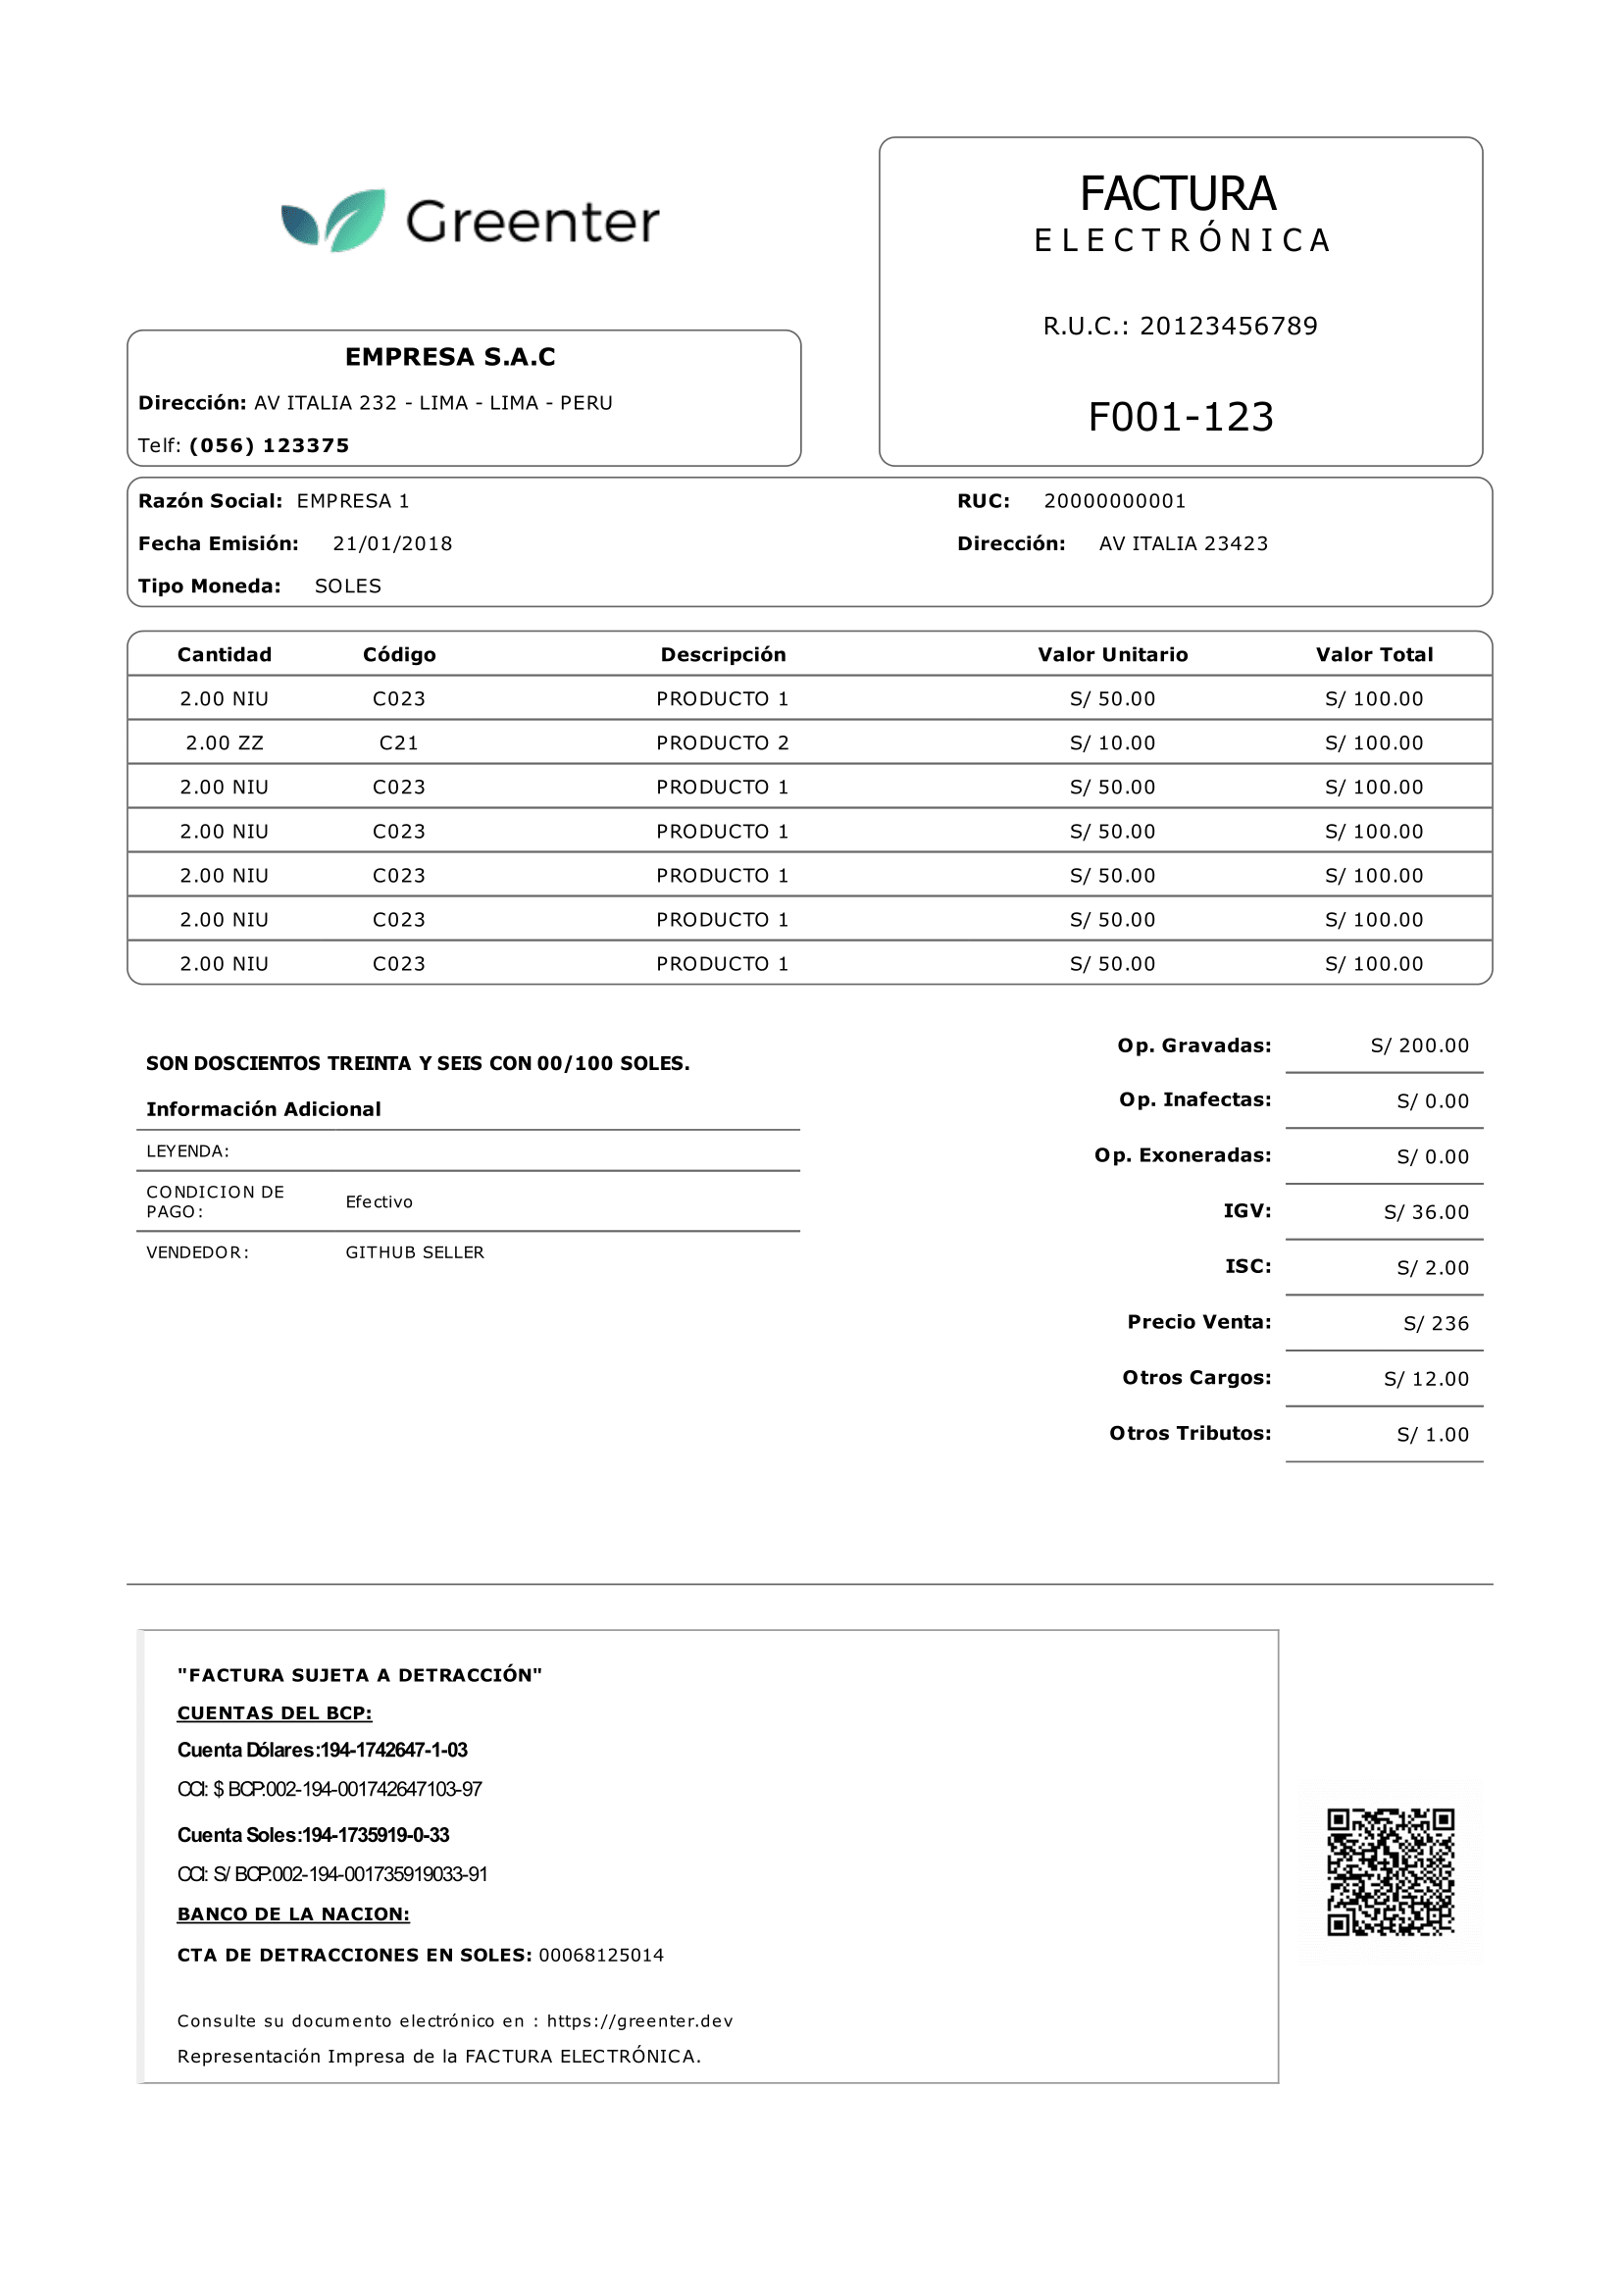 Greenter
FACTURA
ELECTRÓNICA
R.U.C.: 20123456789
F001-123
EMPRESA S.A.C
Dirección: AV ITALIA 232 - LIMA - LIMA - PERU
Telf: (056) 123375
Razón Social: EMPRESA 1 RUC: 20000000001
Fecha Emisión: 21/01/2018 Dirección: AV ITALIA 23423
Tipo Moneda: SOLES
Cantidad Código Descripción Valor Unitario Valor Total
2.00 NIU C023 PRODUCTO 1 S/ 50.00 S/ 100.00
2.00 ZZ C21 PRODUCTO 2 S/ 10.00 S/ 100.00
2.00 NIU C023 PRODUCTO 1 S/ 50.00 S/ 100.00
2.00 NIU C023 PRODUCTO 1 S/ 50.00 S/ 100.00
2.00 NIU C023 PRODUCTO 1 S/ 50.00 S/ 100.00
2.00 NIU C023 PRODUCTO 1 S/ 50.00 S/ 100.00
2.00 NIU C023 PRODUCTO 1 S/ 50.00 S/ 100.00
SON DOSCIENTOS TREINTA Y SEIS CON 00/100 SOLES.
Información Adicional
LEYENDA:
CONDICION DE
PAGO: Efectivo
VENDEDOR: GITHUB SELLER
Op. Gravadas: S/ 200.00
Op. Inafectas: S/ 0.00
Op. Exoneradas: S/ 0.00
IGV: S/ 36.00
ISC: S/ 2.00
Precio Venta: S/ 236
Otros Cargos: S/ 12.00
Otros Tributos: S/ 1.00
"FACTURA SUJETA A DETRACCIÓN"
CUENTAS DEL BCP:
Cuenta Dólares:194-1742647-1-03
CCI: $ BCP:002-194-001742647103-97
Cuenta Soles:194-1735919-0-33
CCI: S/ BCP:002-194-001735919033-91
BANCO DE LA NACION:
CTA DE DETRACCIONES EN SOLES: 00068125014
Consulte su documento electrónico en : https://greenter.dev
Representación Impresa de la FACTURA ELECTRÓNICA.